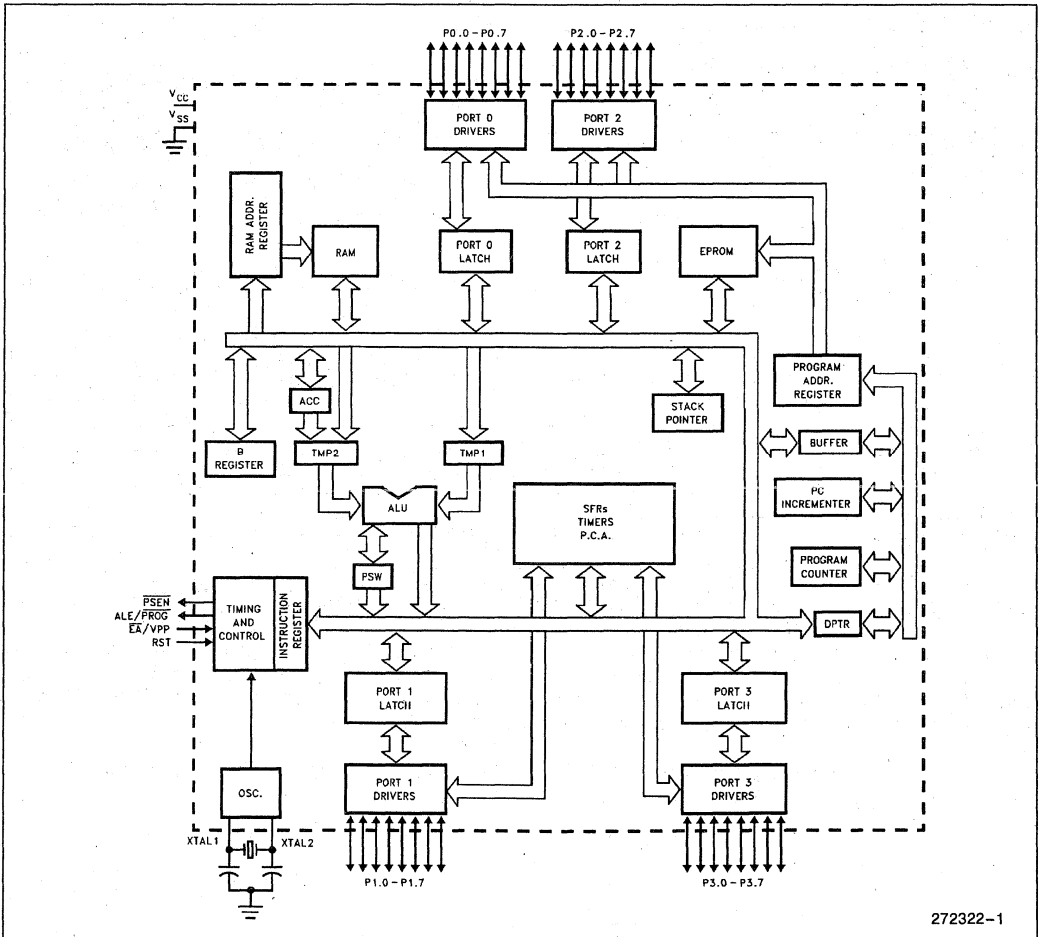 P0.0-P0.7
P2.0-P2.7
VCC
VSS
PORT 0
DRIVERS
PORT 2
DRIVERS
RAM ADDR.
REGISTER
RAM
PORT 0
LATCH
PORT 2
LATCH
EPROM
PROGRAM
ADDR.
REGISTER
ACC
STACK
POINTER
B
REGISTER
TMP2
TMP1
BUFFER
ALU
SFRs
TIMERS
P.C.A.
PC
INCREMENTER
PSW
PROGRAM
COUNTER
PSEN
ALE/PROG
EA/VPP
RST
TIMING
AND
CONTROL
INSTRUCTION
REGISTER
DPTR
PORT 1
LATCH
PORT 3
LATCH
OSC.
PORT 1
DRIVERS
PORT 3
DRIVERS
XTAL1
XTAL2
P1.0-P1.7
P3.0-P3.7
272322-1